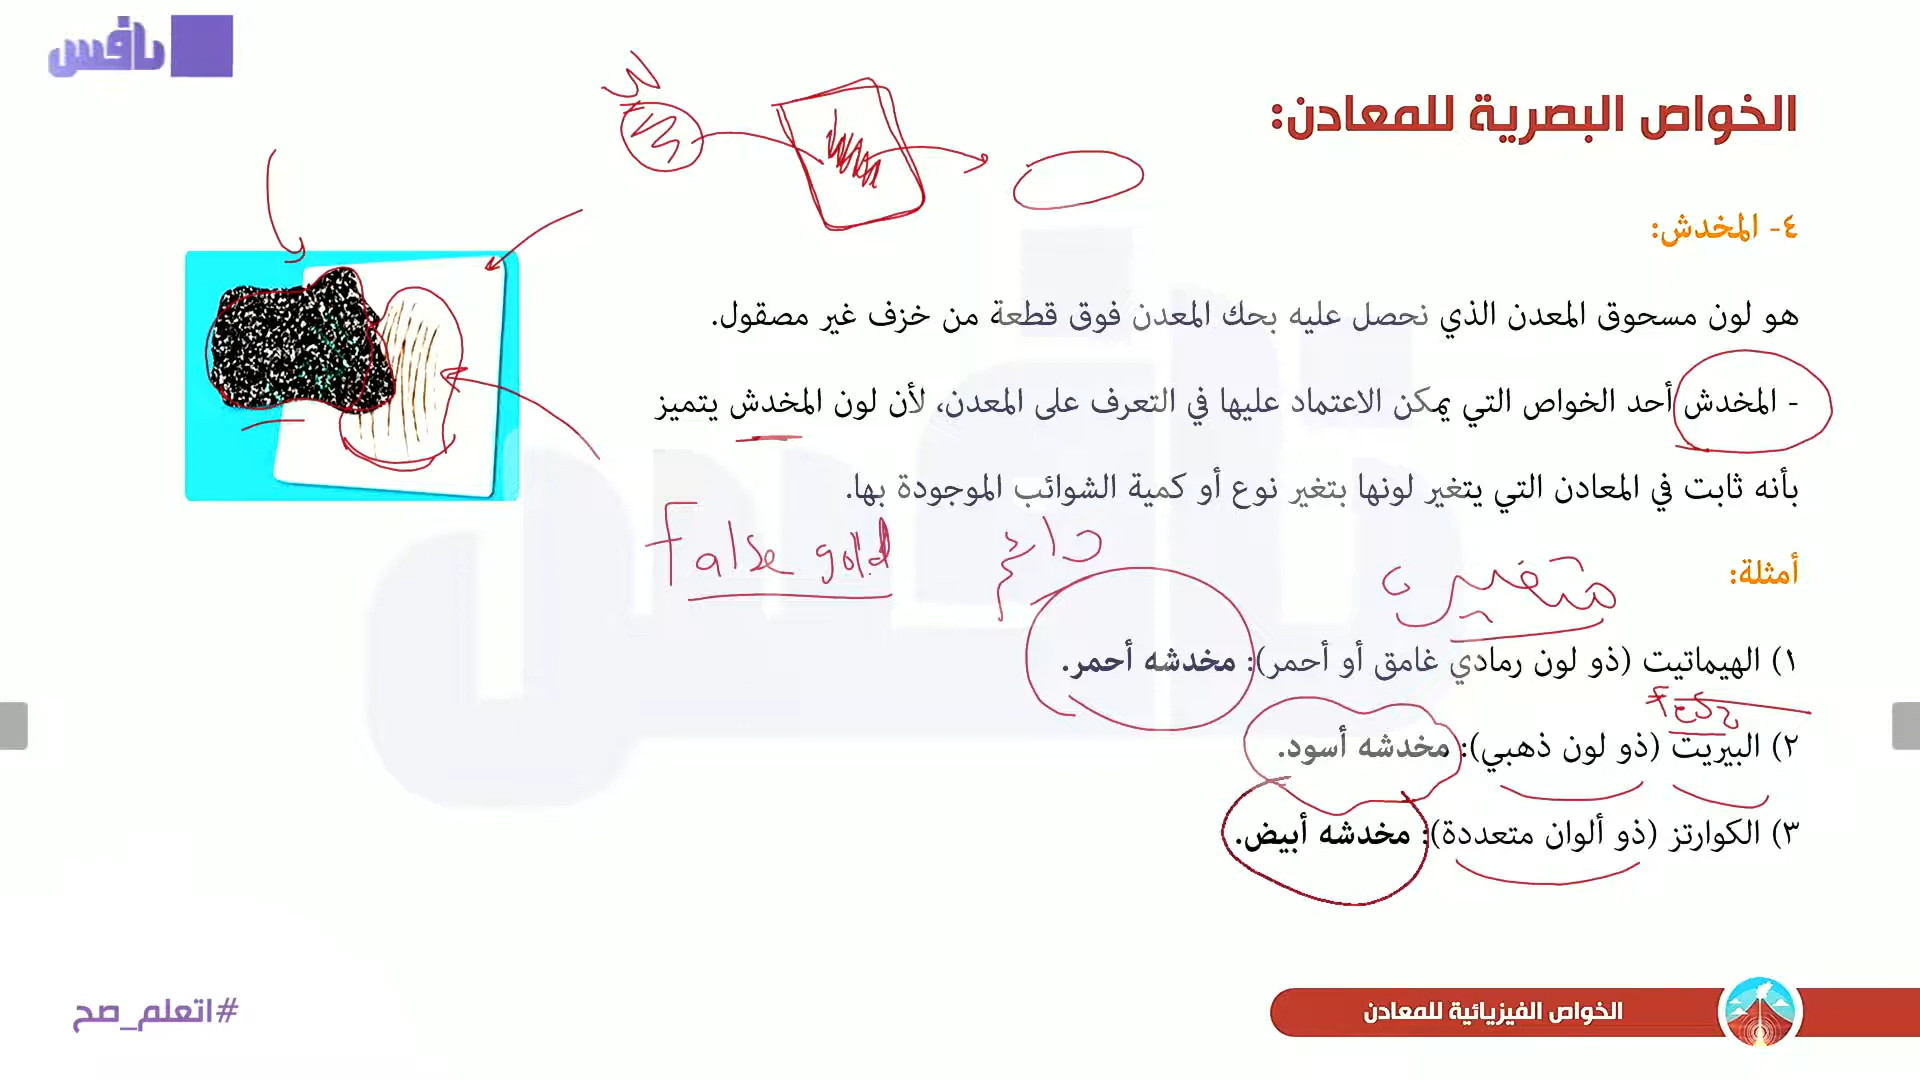 نافس
الخواص البصرية للمعادن:
٤- المخدش:
هو لون مسحوق المعدن الذي نحصل عليه بحك المعدن فوق قطعة من خزف غير مصقول.
- المخدش أحد الخواص التي يمكن الاعتماد عليها في التعرف على المعدن، لأن لون المخدش يتميز
بأنه ثابت في المعادن التي يتغير لونها بتغير نوع أو كمية الشوائب الموجودة بها.
False gold
أمثلة:
١) الهيماتيت (ذو لون رمادي غامق أو أحمر): مخدشه أحمر.
٢) البيريت (ذو لون ذهبي): مخدشه أسود.
٣) الكوارتز (ذو ألوان متعددة): مخدشه أبيض.
#اتعلم_صح
الخواص الفيزيائية للمعادن